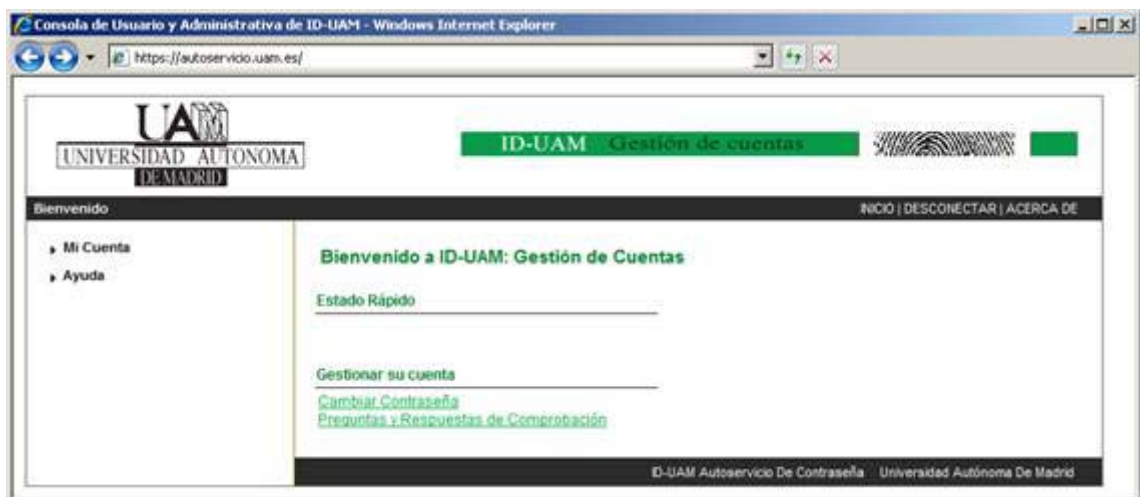 Consola de Usuario y Administrativa de ID-UAM - Windows Internet Explorer
https://autoservicio.uam.es/
UAM
UNIVERSIDAD AUTONOMA
DE MADRID
ID-UAM Gestión de cuentas
Bienvenido
INICIO | DESCONECTAR | ACERCA DE
Mi Cuenta
Ayuda
Bienvenido a ID-UAM: Gestión de Cuentas
Estado Rápido
Gestionar su cuenta
Cambiar Contraseña
Preguntas y Respuestas de Comprobación
ID-UAM Autoservicio De Contraseña Universidad Autónoma De Madrid